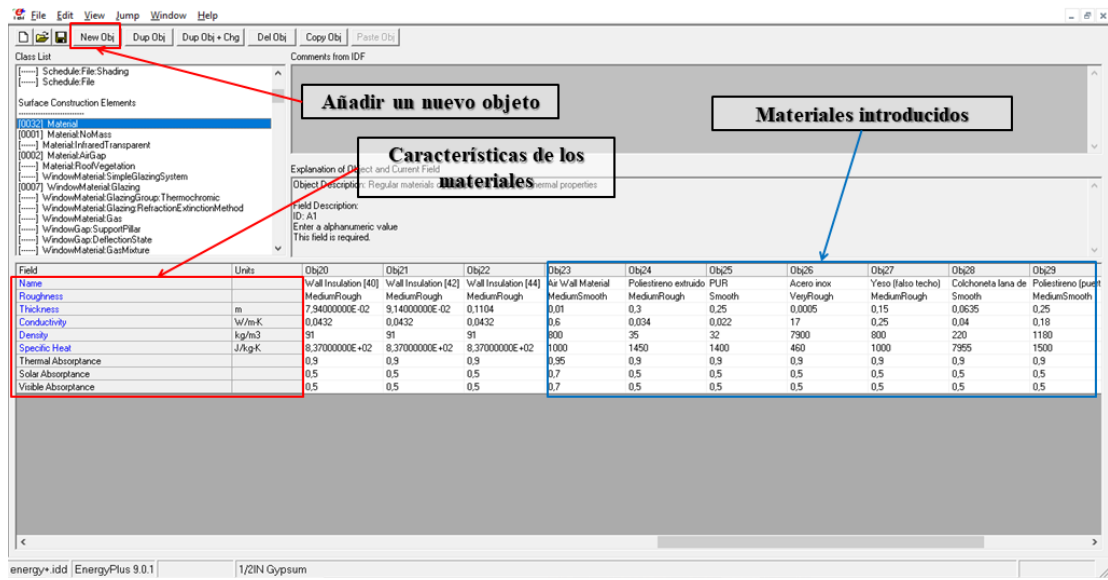 File Edit View Jump Window Help
New Obj Dup Obj Dup Obj + Chg Del Obj Copy Obj Paste Obj
Class List
[------] Schedule:File:Shading
[------] Schedule:File
Surface Construction Elements
[0032] Material
[0001] Material:NoMass
[------] Material:InfraredTransparent
[0002] Material:AirGap
[------] Material:RoofVegetation
[------] WindowMaterial:SimpleGlazingSystem
[0007] WindowMaterial:Glazing
[------] WindowMaterial:GlazingGroup:Thermochromic
[------] WindowMaterial:Glazing:RefractionExtinctionMethod
[------] WindowMaterial:Gas
[------] WindowGap:SupportPillar
[------] WindowGap:DeflectionState
[------] WindowMaterial:GasMixture
Comments from IDF
Añadir un nuevo objeto
Materiales introducidos
Características de los
materiales
Explanation of Object and Current Field
Object Description: Regular materials thermal properties
Field Description:
ID: A1
Enter a alphanumeric value
This field is required.
Field Units Obj20 Obj21 Obj22 Obj23 Obj24 Obj25 Obj26 Obj27 Obj28 Obj29
Name Wall Insulation [40] Wall Insulation [42] Wall Insulation [44] Air Wall Material Poliestireno extruido PUR Acero inox Yeso (falso techo) Colchoneta lana de Poliestireno (puert
Roughness MediumRough MediumRough MediumRough MediumSmooth MediumRough Smooth VeryRough MediumRough Smooth MediumSmooth
Thickness m 7,94000000E-02 9,14000000E-02 0,1104 0,01 0,3 0,25 0,0005 0,15 0,0635 0,25
Conductivity W/m-K 0,0432 0,0432 0,0432 0,6 0,034 0,022 17 0,25 0,04 0,18
Density kg/m3 91 91 91 800 35 32 7900 800 220 1180
Specific Heat J/kg-K 8,37000000E+02 8,37000000E+02 8,37000000E+02 1000 1450 1400 460 1000 7955 1500
Thermal Absorptance 0,9 0,9 0,9 0,95 0,9 0,9 0,9 0,9 0,9 0,9
Solar Absorptance 0,5 0,5 0,5 0,7 0,5 0,5 0,5 0,5 0,5 0,5
Visible Absorptance 0,5 0,5 0,5 0,7 0,5 0,5 0,5 0,5 0,5 0,5
energy+.idd EnergyPlus 9.0.1 1/2IN Gypsum